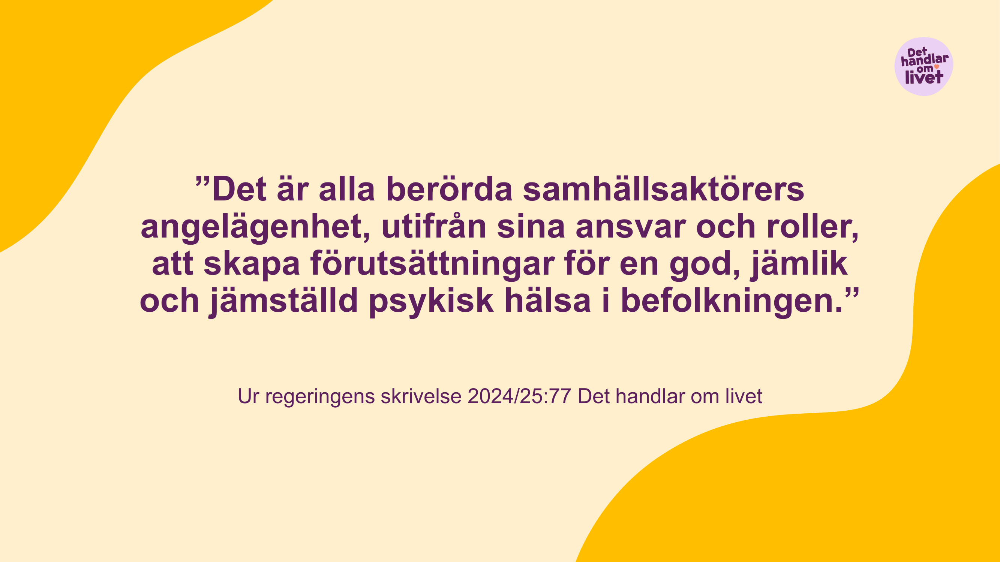 Det
handlar
om
livet
”Det är alla berörda samhällsaktörers
angelägenhet, utifrån sina ansvar och roller,
att skapa förutsättningar för en god, jämlik
och jämställd psykisk hälsa i befolkningen.”
Ur regeringens skrivelse 2024/25:77 Det handlar om livet